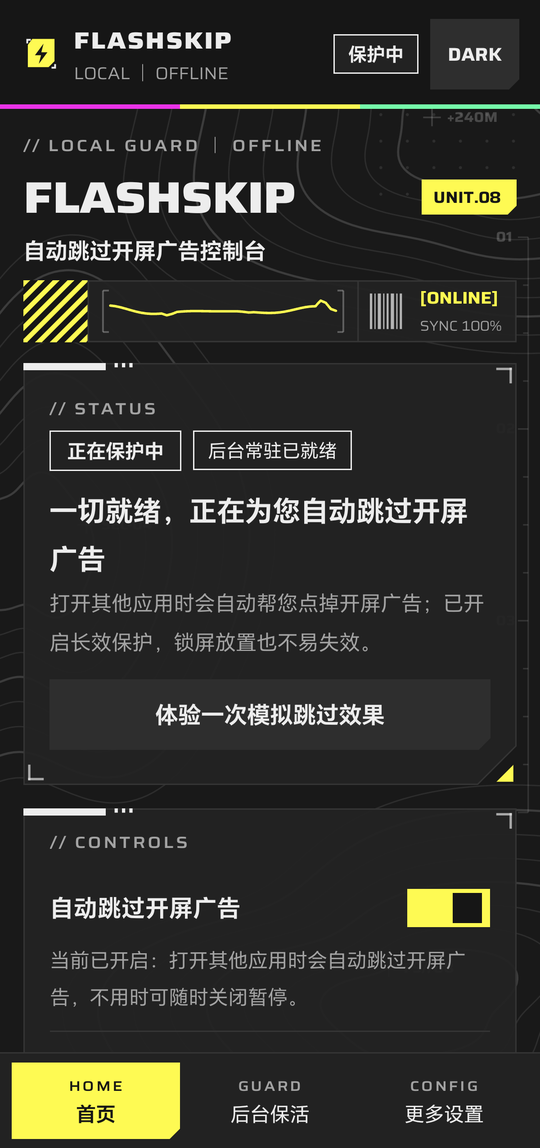 FLASHSKIP
LOCAL | OFFLINE
保护中
DARK
+240M
// LOCAL GUARD | OFFLINE
FLASHSKIP
UNIT.08
自动跳过开屏广告控制台
01
[ONLINE]
SYNC 100%
// STATUS
正在保护中
后台常驻已就绪
一切就绪，正在为您自动跳过开屏
广告
打开其他应用时会自动帮您点掉开屏广告；已开
启长效保护，锁屏放置也不易失效。
体验一次模拟跳过效果
// CONTROLS
自动跳过开屏广告
当前已开启：打开其他应用时会自动跳过开屏广
告，不用时可随时关闭暂停。
HOME
首页
GUARD
后台保活
CONFIG
更多设置